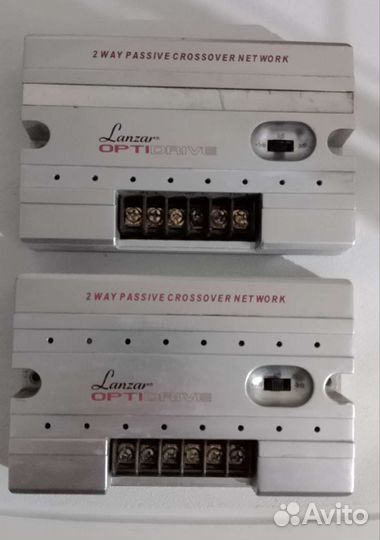 2 WAY PASSIVE CROSSOVER NETWORK
Lanzar®
OPTIDRIVE
2 WAY PASSIVE CROSSOVER NETWORK
Lanzar®
OPTIDRIVE
Avito